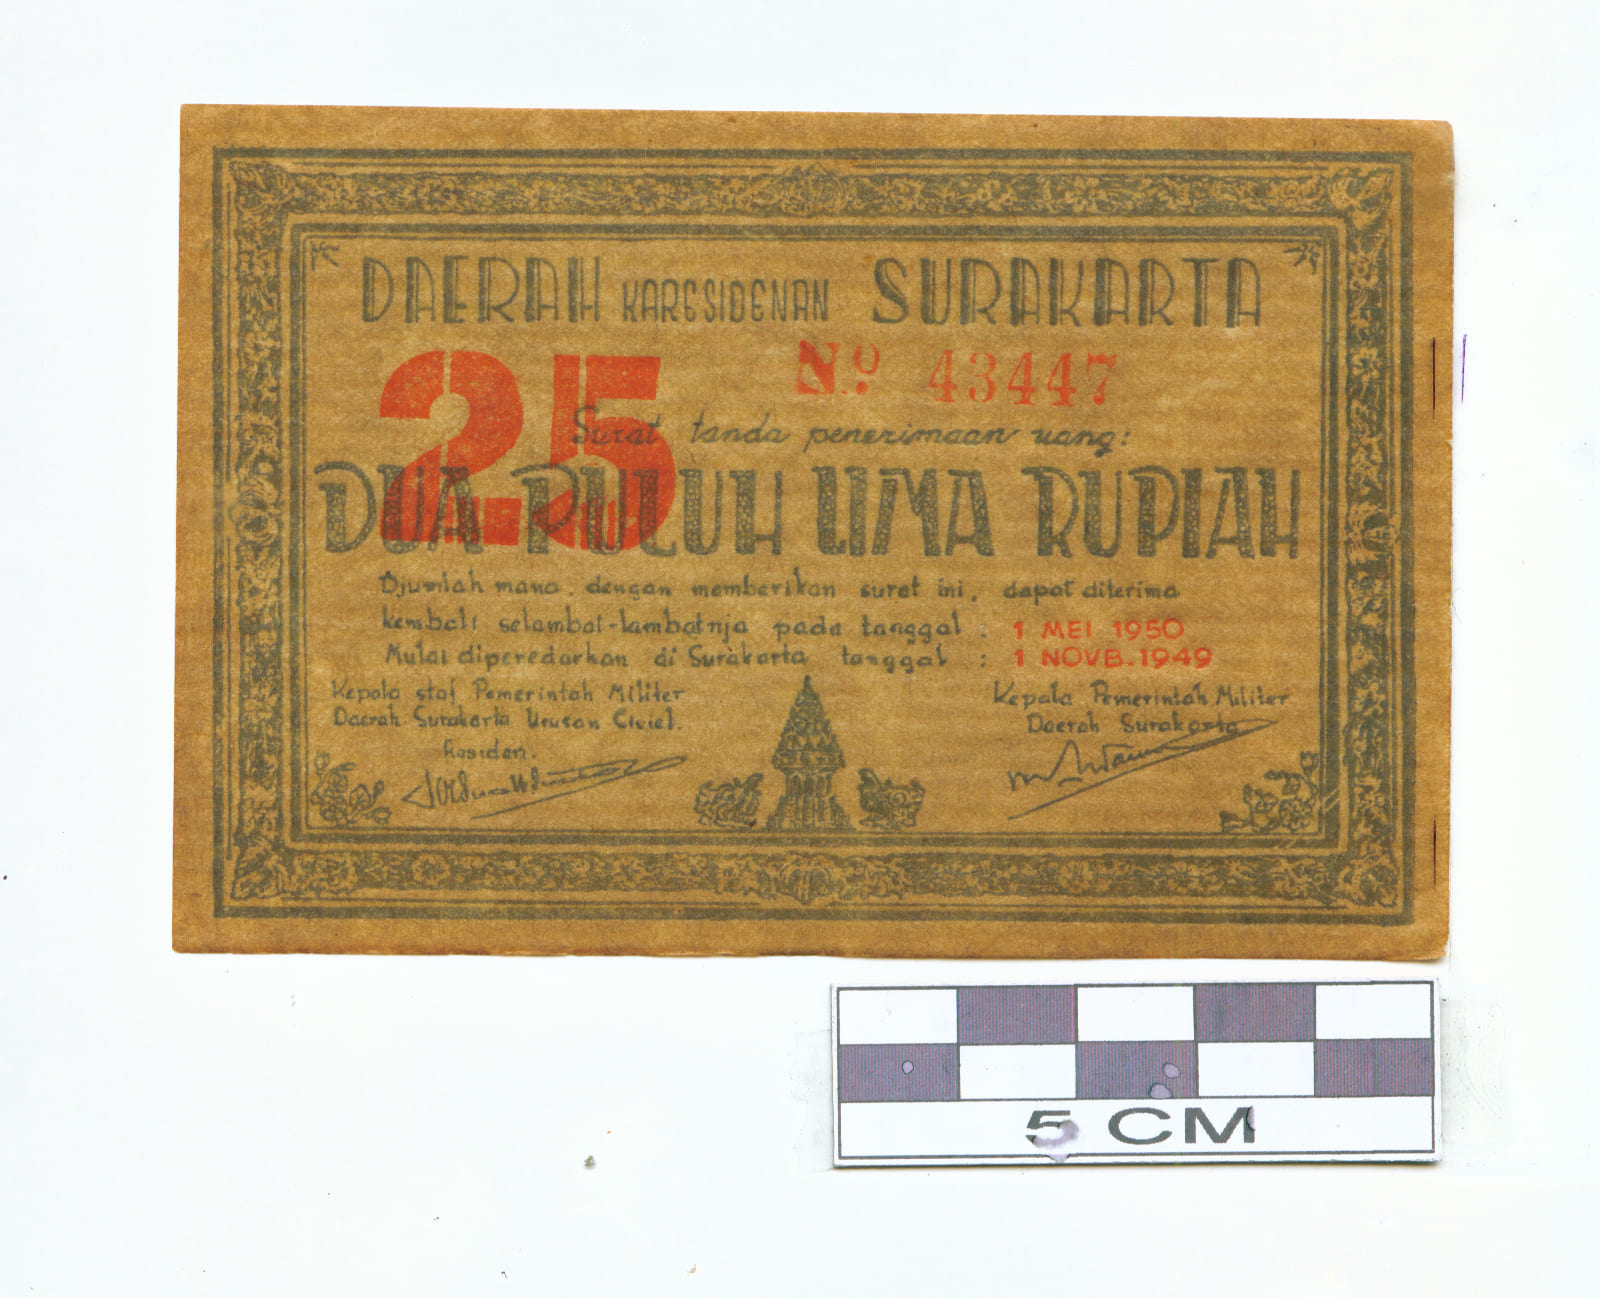 DAERAH KARESIDENAN SURAKARTA
25
No. 43447
Surat tanda penerimaan uang:
DUA PULUH LIMA RUPIAH
Djumlah mana, dengan memberikan surat ini, dapat diterima
kembali selambat-lambatnja pada tanggal : 1 MEI 1950
Mulai diperedarkan di Surakarta tanggal : 1 NOVB.1949
Kepala staf Pemerintah Militer
Daerah Surakarta Urusan Civiel.
Residen.
Kepala Pemerintah Militer
Daerah Surakarta
5 CM